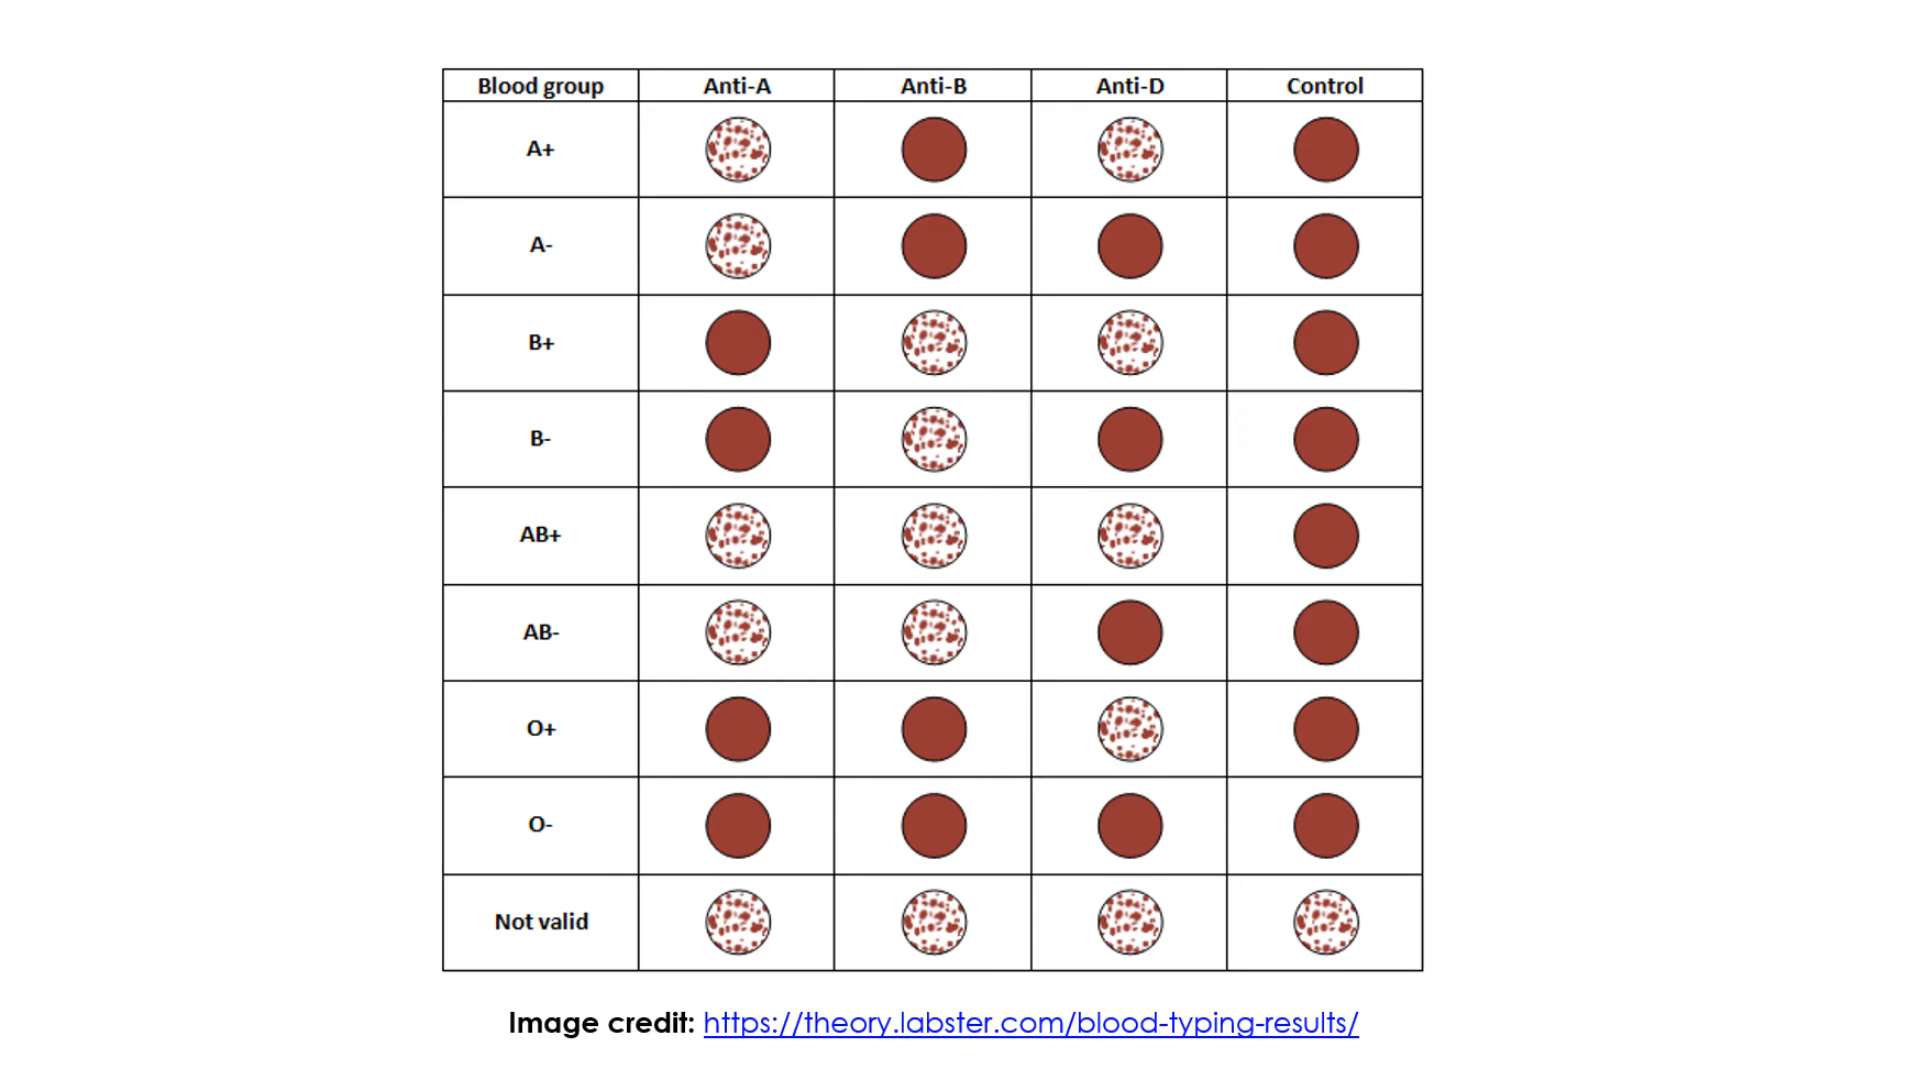 Blood group Anti-A Anti-B Anti-D Control
A+
A-
B+
B-
AB+
AB-
O+
O-
Not valid
Image credit: https://theory.labster.com/blood-typing-results/